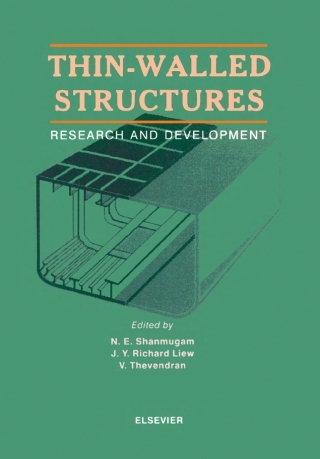 THIN-WALLED
STRUCTURES
RESEARCH AND DEVELOPMENT
Edited by
N. E. Shanmugam
J. Y. Richard Liew
V. Thevendran
ELSEVIER